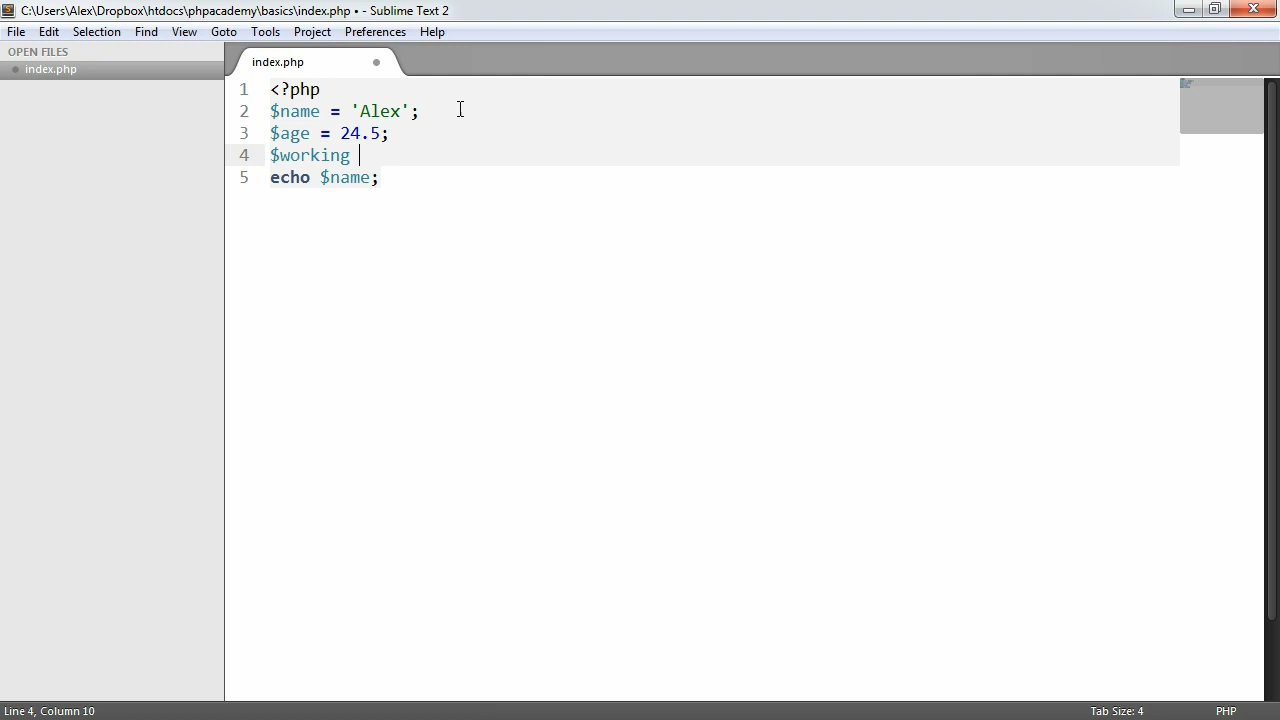 C:\Users\Alex\Dropbox\htdocs\phpacademy\basics\index.php • - Sublime Text 2
File Edit Selection Find View Goto Tools Project Preferences Help
OPEN FILES
index.php
index.php
1 <?php
2 $name = 'Alex';
3 $age = 24.5;
4 $working
5 echo $name;
Line 4, Column 10
Tab Size: 4
PHP